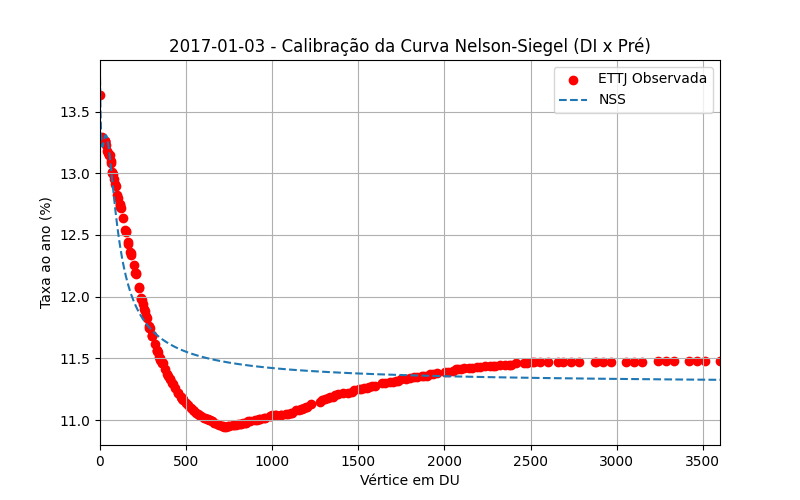 2017-01-03 - Calibração da Curva Nelson-Siegel (DI x Pré)
ETTJ Observada
NSS
Taxa ao ano (%)
13.5
13.0
12.5
12.0
11.5
11.0
0 500 1000 1500 2000 2500 3000 3500
Vértice em DU